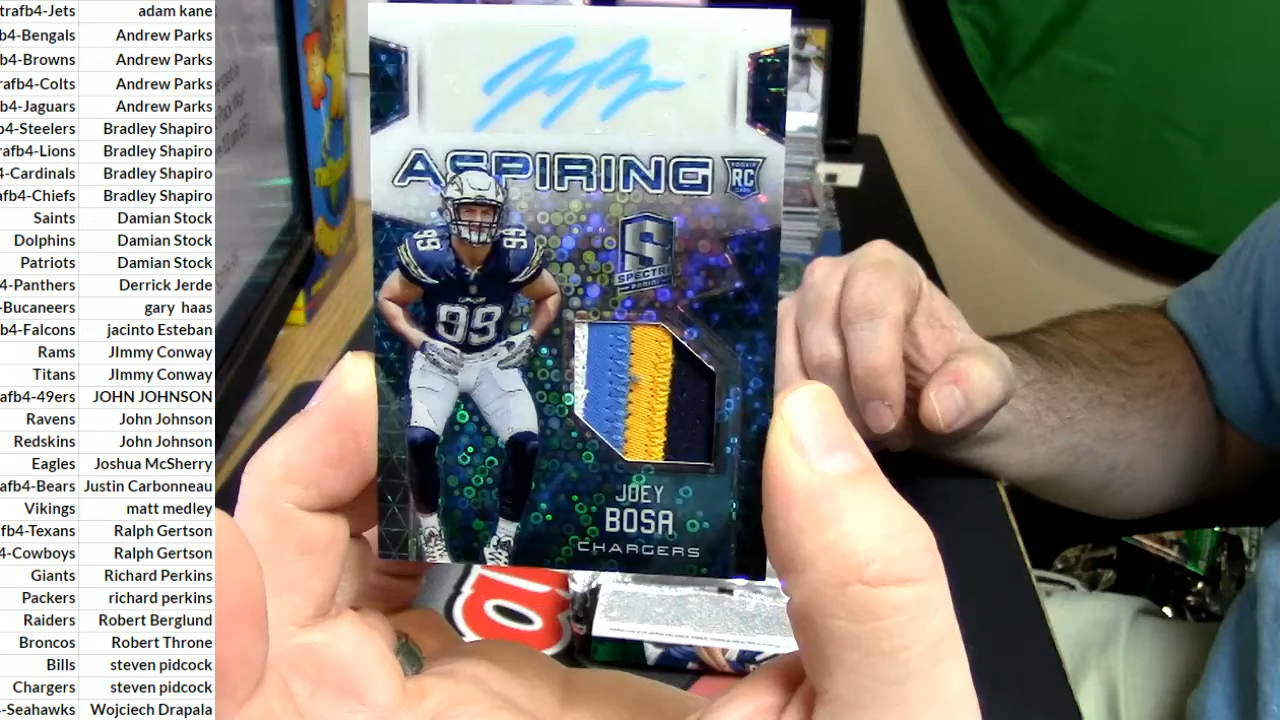 trafb4-Jets adam kane
b4-Bengals Andrew Parks
b4-Browns Andrew Parks
rafb4-Colts Andrew Parks
b4-Jaguars Andrew Parks
o4-Steelers Bradley Shapiro
rafb4-Lions Bradley Shapiro
4-Cardinals Bradley Shapiro
afb4-Chiefs Bradley Shapiro
Saints Damian Stock
Dolphins Damian Stock
Patriots Damian Stock
4-Panthers Derrick Jerde
-Bucaneers gary haas
b4-Falcons jacinto Esteban
Rams JImmy Conway
Titans JImmy Conway
afb4-49ers JOHN JOHNSON
Ravens John Johnson
Redskins John Johnson
Eagles Joshua McSherry
afb4-Bears Justin Carbonneau
Vikings matt medley
-fb4-Texans Ralph Gertson
4-Cowboys Ralph Gertson
Giants Richard Perkins
Packers richard perkins
Raiders Robert Berglund
Broncos Robert Throne
Bills steven pidcock
Chargers steven pidcock
-Seahawks Wojciech Drapala
ASPIRING
ROOKIE
RC
CARD
99 99
99
S
SPECTRA
PANINI
JOEY
BOSA
CHARGERS